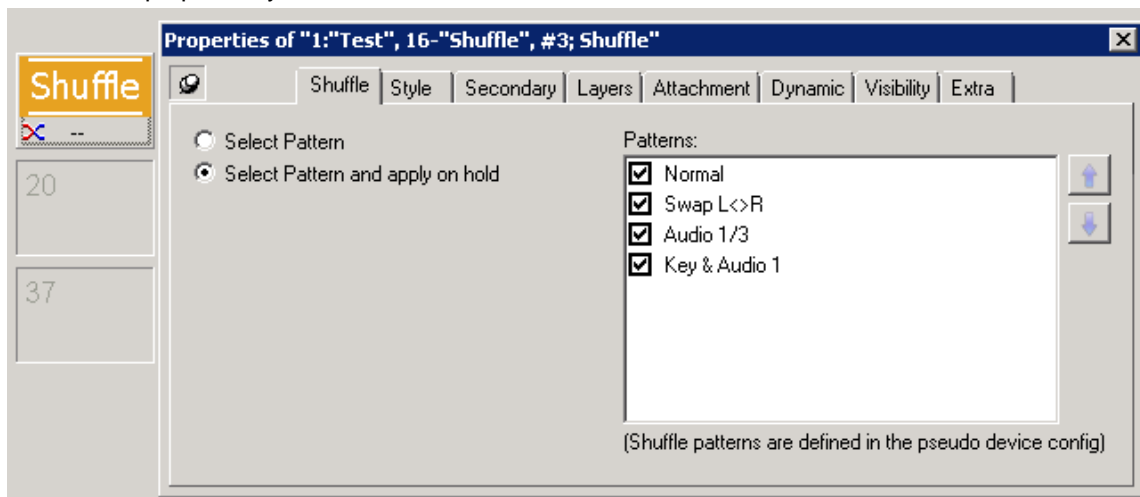 Properties of "1:"Test", 16-"Shuffle", #3; Shuffle"
Shuffle
--
20
37
Shuffle Style Secondary Layers Attachment Dynamic Visibility Extra
Select Pattern
Select Pattern and apply on hold
Patterns:
Normal
Swap L<>R
Audio 1/3
Key & Audio 1
(Shuffle patterns are defined in the pseudo device config)